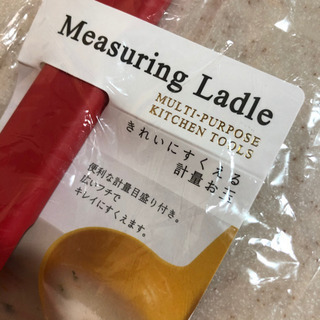 Measuring Ladle
MULTI-PURPOSE
KITCHEN TOOLS
きれいにすくえる
計量お玉
便利な計量目盛り付き。
広いフチで
キレイにすくえます。